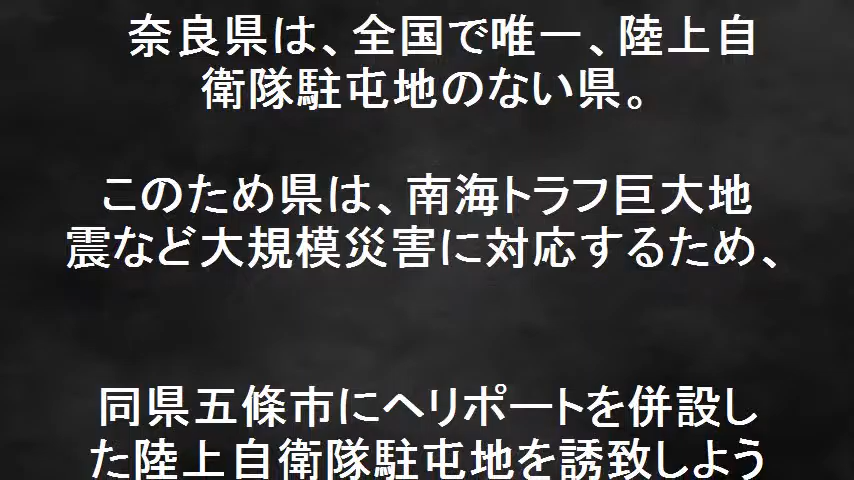 奈良県は、全国で唯一、陸上自
衛隊駐屯地のない県。
このため県は、南海トラフ巨大地
震など大規模災害に対応するため、
同県五條市にヘリポートを併設し
た陸上自衛隊駐屯地を誘致しよう